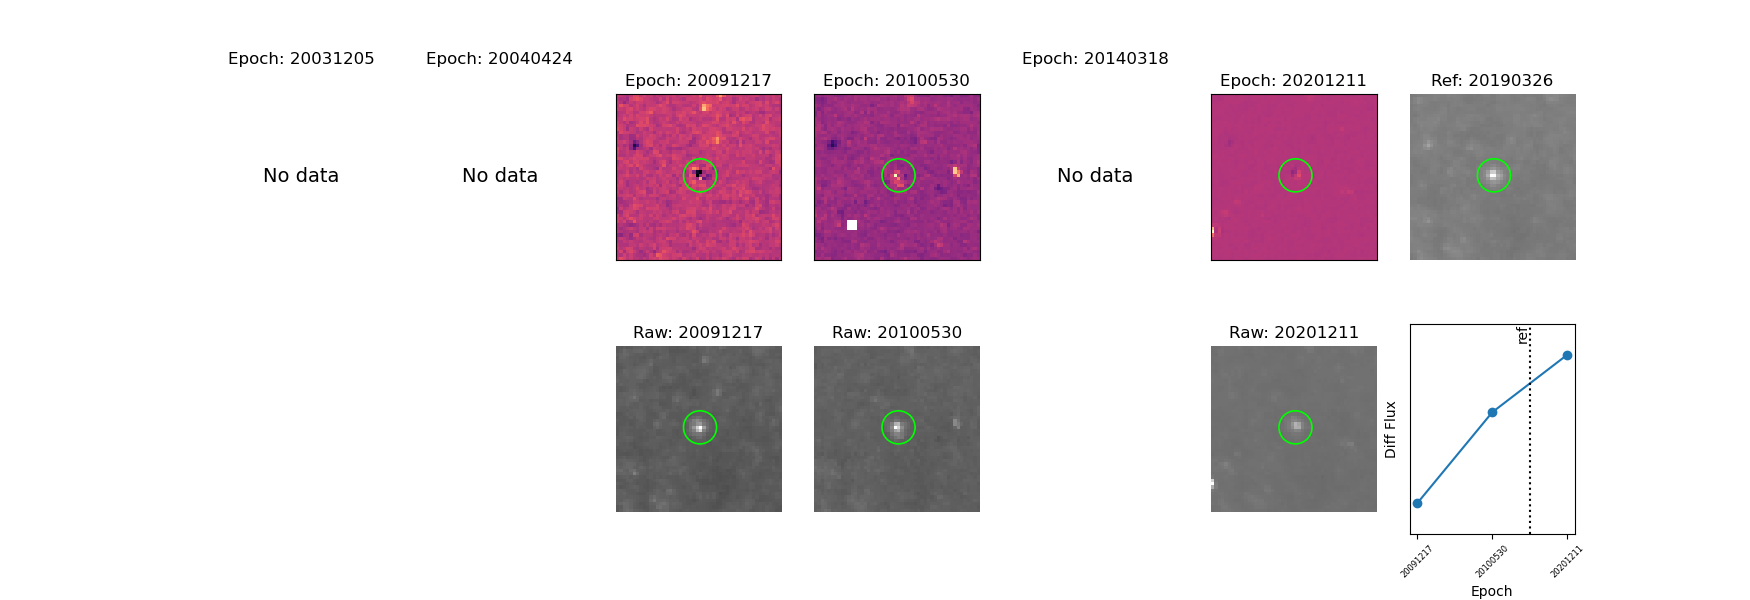 Epoch: 20031205
Epoch: 20040424
Epoch: 20091217
Epoch: 20100530
Epoch: 20140318
Epoch: 20201211
Ref: 20190326
No data
No data
No data
Raw: 20091217
Raw: 20100530
Raw: 20201211
ref
Diff Flux
20091217
20100530
20201211
Epoch